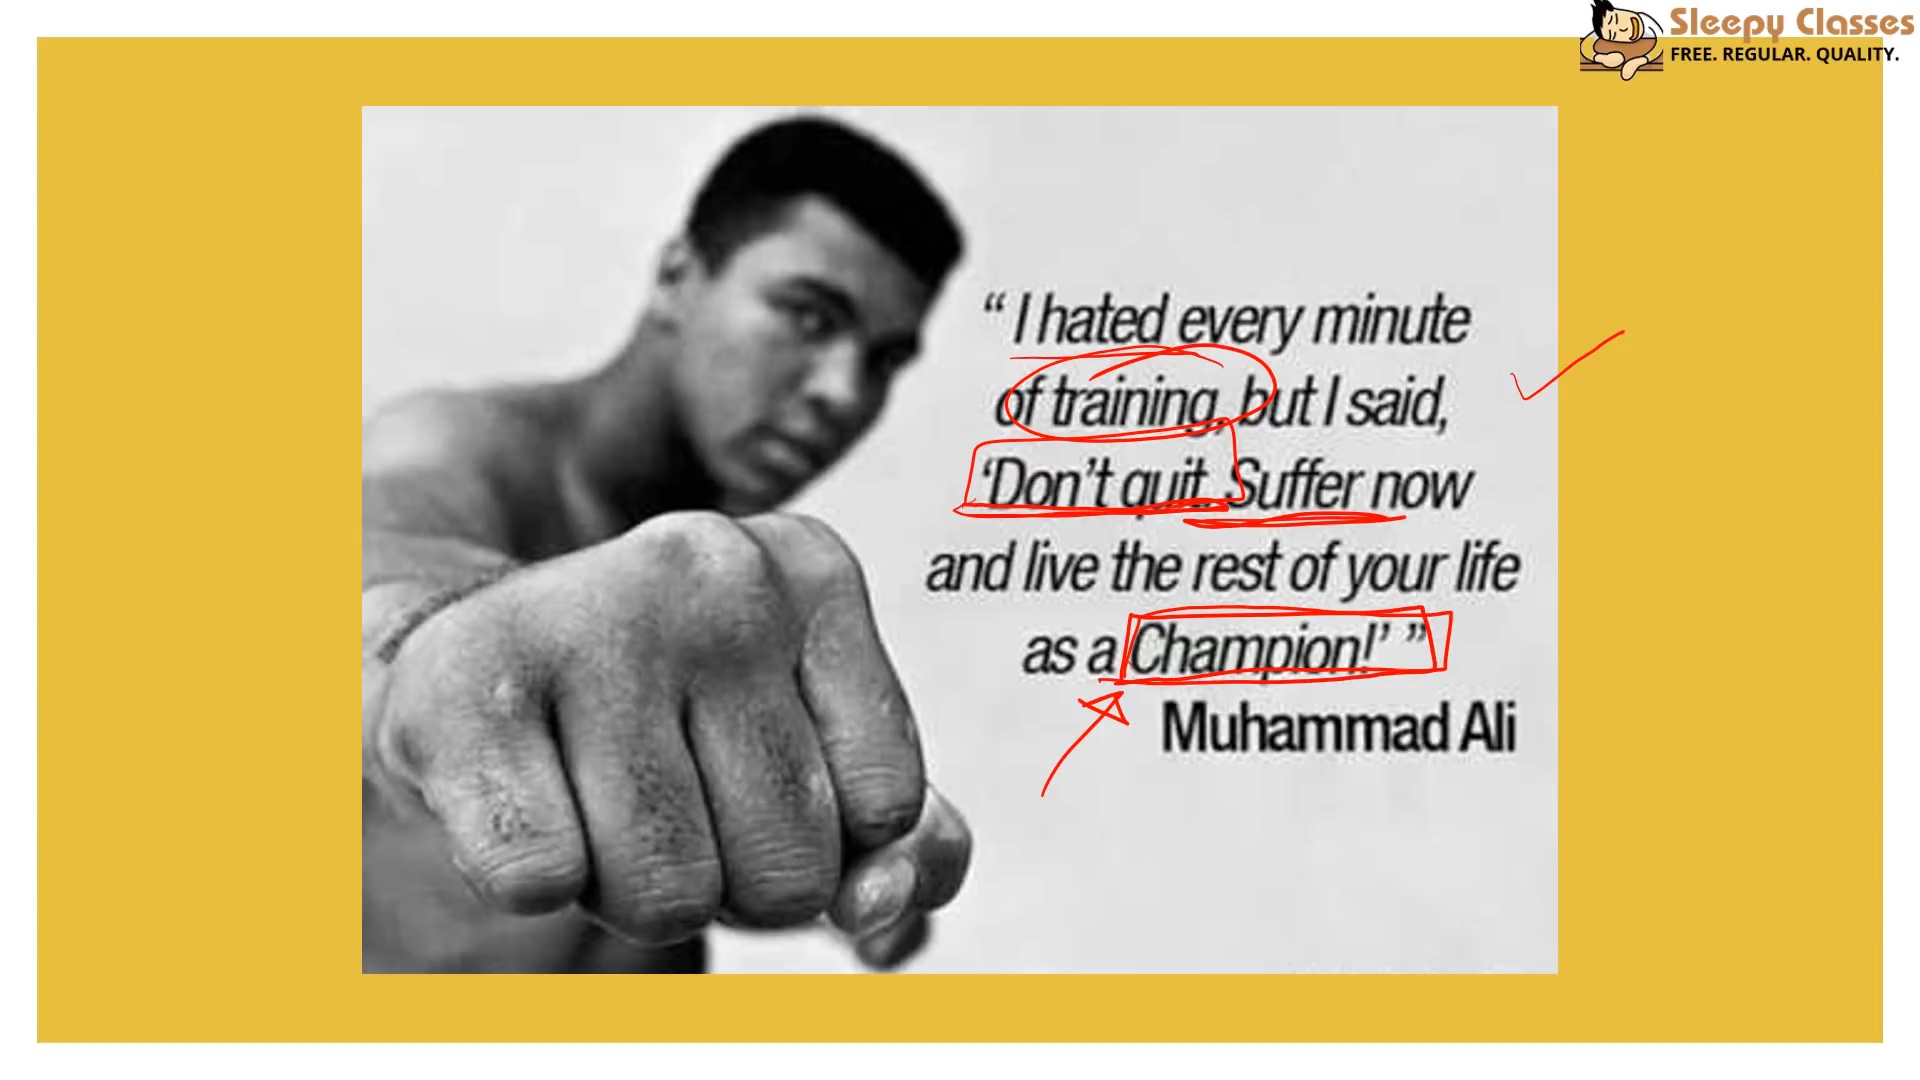 Sleepy Classes
FREE. REGULAR. QUALITY.
“ I hated every minute
of training, but I said,
‘Don’t quit. Suffer now
and live the rest of your life
as a Champion!’ ”
Muhammad Ali